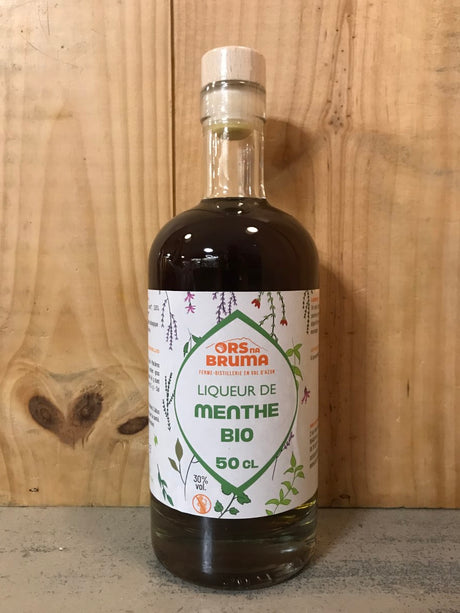 ORS NA
BRUMA
FERME-DISTILLERIE EN VAL D'AZUN
LIQUEUR DE
MENTHE
BIO
50 CL
30%
vol.